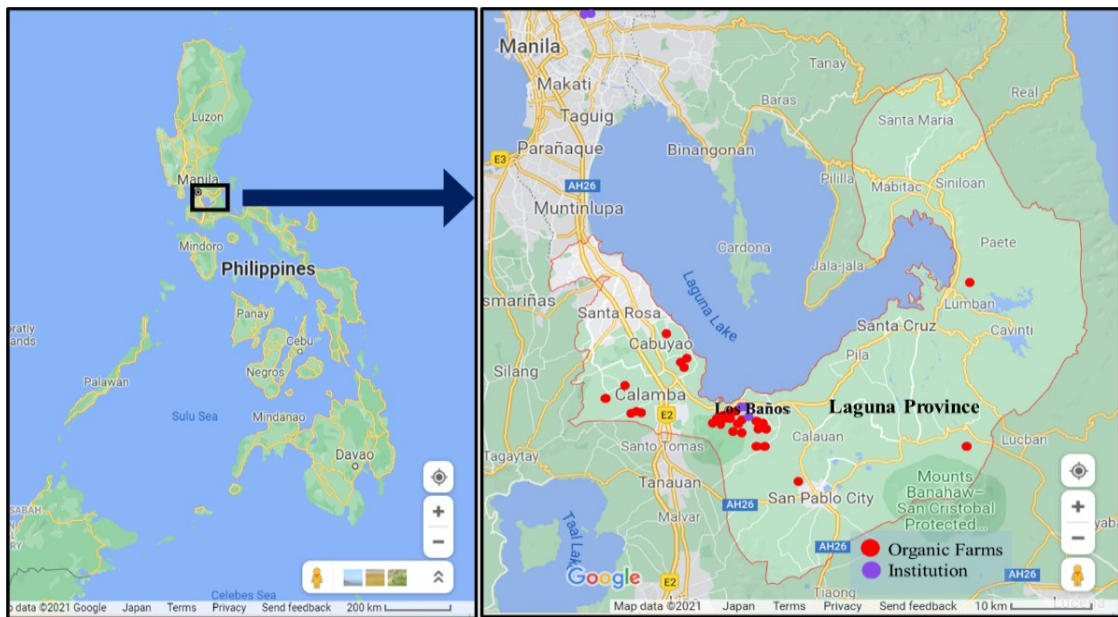 Luzon
Manila
Mindoro
Philippines
Panay
Cebu
Negros
Palawan
Sulu Sea
Mindanao
Davao
SABAH
Celebes Sea
data ©2021 Google Japan Terms Privacy Send feedback 200 km
Manila
Makati
Taguig
Parañaque
E3
AH26
Muntinlupa
Tanay
Real
Baras
Binangonan
Pililla
Santa Maria
Mabitac
Siniloan
Cardona
Jala-jala
Paete
Laguna Lake
Lumban
Santa Rosa
Santa Cruz
Cavinti
Cabuyao
Pila
Silang
Calamba
Los Baños
Laguna Province
E2
Santo Tomas
Calauan
Lucban
Tagaytay
Tanauan
San Pablo City
Mounts
Banahaw–
San Cristobal
Protected...
AH26
Malvar
Taal Lake
AH26
Organic Farms
Institution
Google
E2
Tiaong
Map data ©2021 Japan Terms Privacy Send feedback 10 km